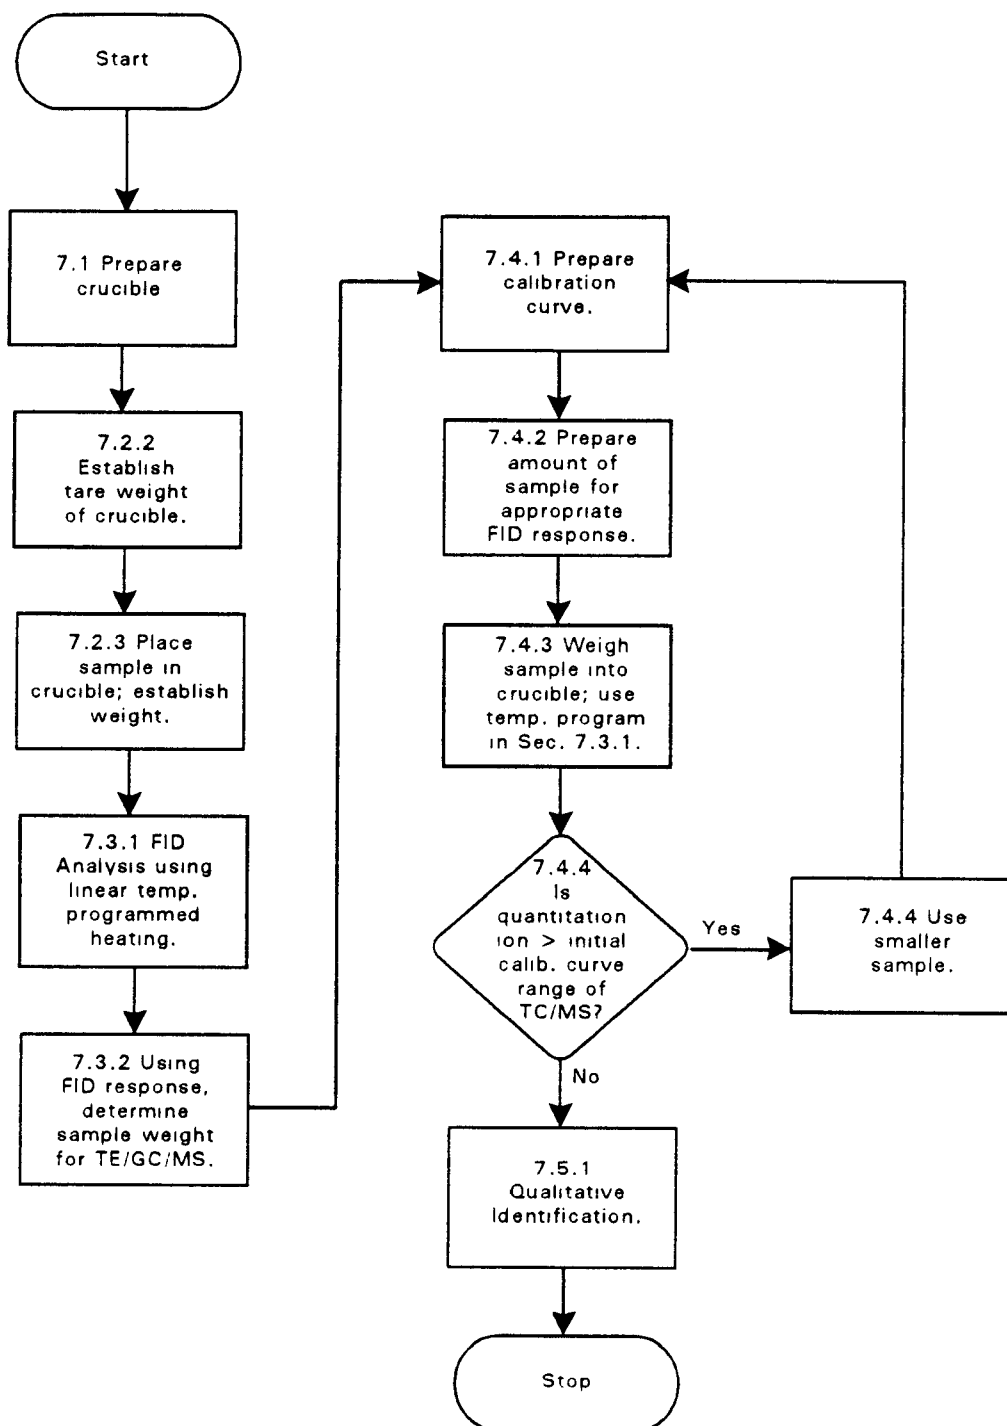 Start
7.1 Prepare
crucible
7.2.2
Establish
tare weight
of crucible.
7.2.3 Place
sample in
crucible; establish
weight.
7.3.1 FID
Analysis using
linear temp.
programmed
heating.
7.3.2 Using
FID response,
determine
sample weight
for TE/GC/MS.
7.4.1 Prepare
calibration
curve.
7.4.2 Prepare
amount of
sample for
appropriate
FID response.
7.4.3 Weigh
sample into
crucible; use
temp. program
in Sec. 7.3.1.
7.4.4
Is
quantitation
ion > initial
calib. curve
range of
TC/MS?
Yes
7.4.4 Use
smaller
sample.
No
7.5.1
Qualitative
Identification.
Stop